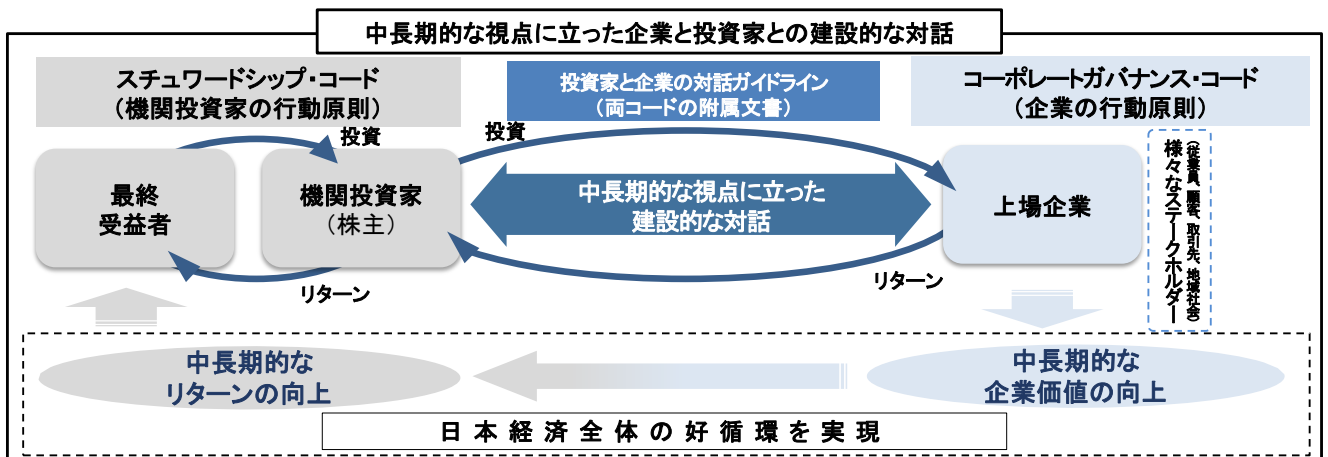 中長期的な視点に立った企業と投資家との建設的な対話
スチュワードシップ・コード
（機関投資家の行動原則）
投資家と企業の対話ガイドライン
（両コードの附属文書）
コーポレートガバナンス・コード
（企業の行動原則）
投資
投資
最終
受益者
機関投資家
（株主）
中長期的な視点に立った
建設的な対話
上場企業
様々なステークホルダー
（従業員、顧客、取引先、地域社会）
リターン
リターン
中長期的な
リターンの向上
中長期的な
企業価値の向上
日本経済全体の好循環を実現